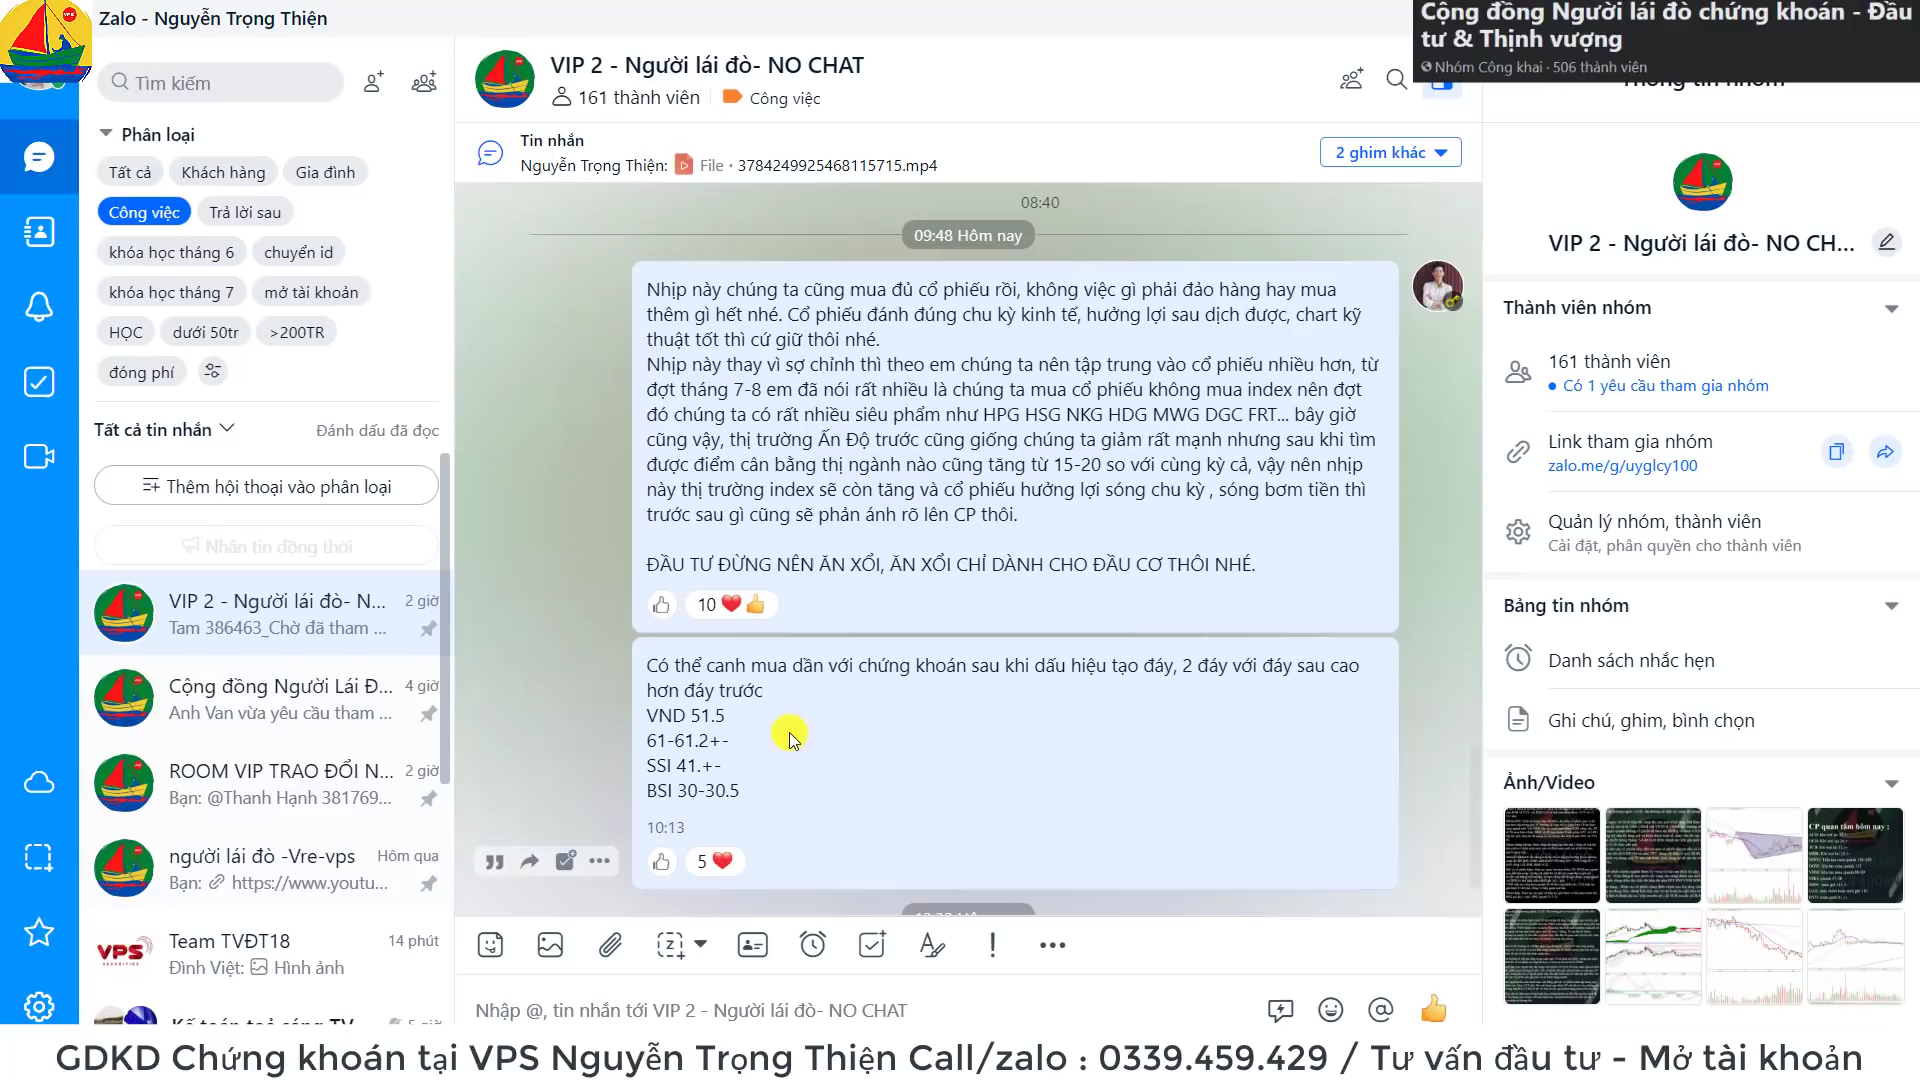 Zalo - Nguyễn Trọng Thiện
Cộng đồng Người lái đò chứng khoán - Đầu
tư & Thịnh vượng
Nhóm Công khai · 506 thành viên
Tìm kiếm
Phân loại
Tất cả
Khách hàng
Gia đình
Công việc
Trả lời sau
khóa học tháng 6
chuyển id
khóa học tháng 7
mở tài khoản
HỌC
dưới 50tr
>200TR
đóng phí
Tất cả tin nhắn
Đánh dấu đã đọc
Thêm hội thoại vào phân loại
Nhắn tin đồng thời
VIP 2 - Người lái đò- N...
2 giờ
Tam 386463_Chờ đã tham ...
Cộng đồng Người Lái Đ...
4 giờ
Anh Van vừa yêu cầu tham ...
ROOM VIP TRAO ĐỔI N...
2 giờ
Bạn: @Thanh Hạnh 381769...
người lái đò -Vre-vps
Hôm qua
Bạn: https://www.youtu...
VPS
SECURITIES
Team TVĐT18
14 phút
Đình Việt: Hình ảnh
VIP 2 - Người lái đò- NO CHAT
161 thành viên
Công việc
Tin nhắn
Nguyễn Trọng Thiện: File • 3784249925468115715.mp4
2 ghim khác
08:40
09:48 Hôm nay
Nhịp này chúng ta cũng mua đủ cổ phiếu rồi, không việc gì phải đảo hàng hay mua
thêm gì hết nhé. Cổ phiếu đánh đúng chu kỳ kinh tế, hưởng lợi sau dịch được, chart kỹ
thuật tốt thì cứ giữ thôi nhé.
Nhịp này thay vì sợ chỉnh thì theo em chúng ta nên tập trung vào cổ phiếu nhiều hơn, từ
đợt tháng 7-8 em đã nói rất nhiều là chúng ta mua cổ phiếu không mua index nên đợt
đó chúng ta có rất nhiều siêu phẩm như HPG HSG NKG HDG MWG DGC FRT... bây giờ
cũng vậy, thị trường Ấn Độ trước cũng giống chúng ta giảm rất mạnh nhưng sau khi tìm
được điểm cân bằng thị ngành nào cũng tăng từ 15-20 so với cùng kỳ cả, vậy nên nhịp
này thị trường index sẽ còn tăng và cổ phiếu hưởng lợi sóng chu kỳ , sóng bơm tiền thì
trước sau gì cũng sẽ phản ánh rõ lên CP thôi.
ĐẦU TƯ ĐỪNG NÊN ĂN XỔI, ĂN XỔI CHỈ DÀNH CHO ĐẦU CƠ THÔI NHÉ.
10
Có thể canh mua dần với chứng khoán sau khi dấu hiệu tạo đáy, 2 đáy với đáy sau cao
hơn đáy trước
VND 51.5
61-61.2+-
SSI 41.+-
BSI 30-30.5
10:13
5
Nhập @, tin nhắn tới VIP 2 - Người lái đò- NO CHAT
VIP 2 - Người lái đò- NO CH...
Thành viên nhóm
161 thành viên
Có 1 yêu cầu tham gia nhóm
Link tham gia nhóm
zalo.me/g/uyglcy100
Quản lý nhóm, thành viên
Cài đặt, phân quyền cho thành viên
Bảng tin nhóm
Danh sách nhắc hẹn
Ghi chú, ghim, bình chọn
Ảnh/Video
CP quan tâm hôm nay :
GDKD Chứng khoán tại VPS Nguyễn Trọng Thiện Call/zalo : 0339.459.429 / Tư vấn đầu tư - Mở tài khoản